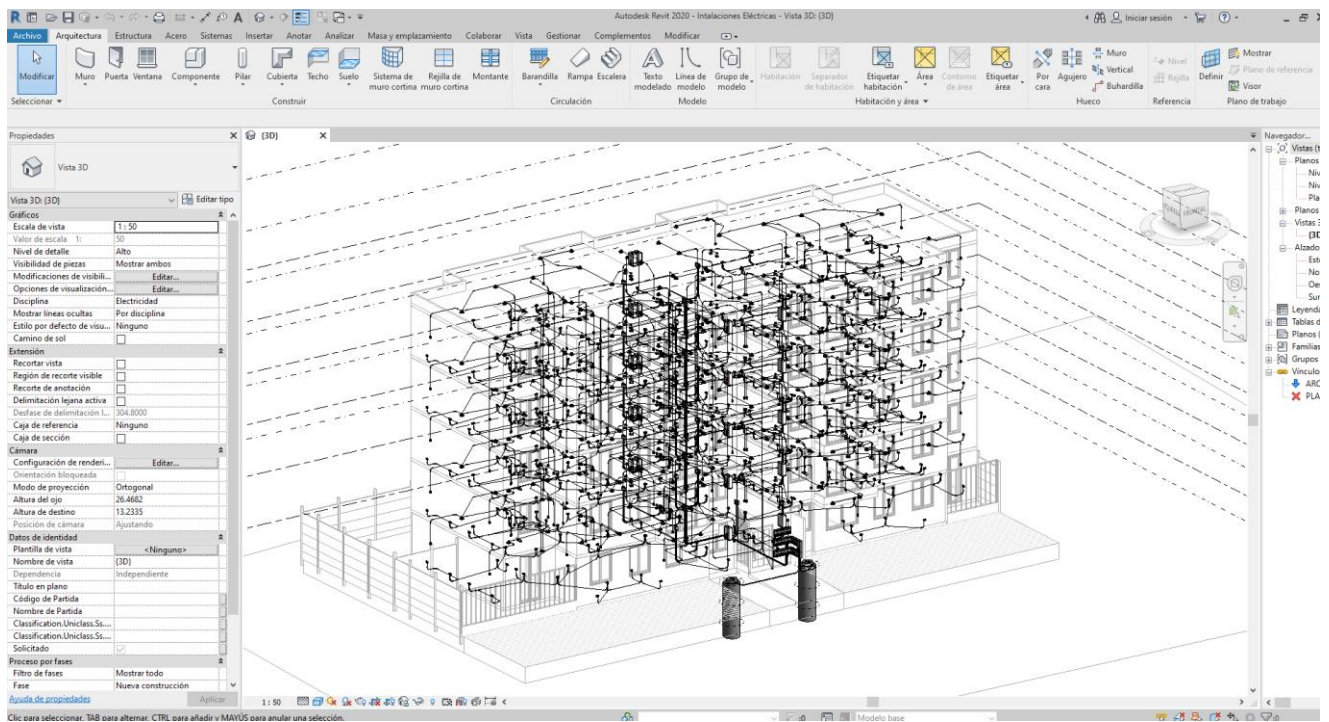 Autodesk Revit 2020 - Intalaciones Eléctricas - Vista 3D: {3D}
Iniciar sesión
Archivo Arquitectura Estructura Acero Sistemas Insertar Anotar Analizar Masa y emplazamiento Colaborar Vista Gestionar Complementos Modificar
Modificar
Muro Puerta Ventana Componente Pilar Cubierta Techo Suelo Sistema de muro cortina Rejilla de muro cortina Montante Barandilla Rampa Escalera Texto modelado Línea de modelo Grupo de modelo Habitación Separador de habitación Etiquetar habitación Área Contorno de área Etiquetar área Por cara Agujero Muro Vertical Buhardilla Nivel Rejilla Definir Mostrar Plano de referencia Visor
Seleccionar Construir Circulación Modelo Habitación y área Hueco Referencia Plano de trabajo
Propiedades
{3D}
Navegador...
Vista 3D
Vista 3D: {3D} Editar tipo
Gráficos
Escala de vista 1 : 50
Valor de escala 1: 50
Nivel de detalle Alto
Visibilidad de piezas Mostrar ambos
Modificaciones de visibili... Editar...
Opciones de visualización... Editar...
Disciplina Electricidad
Mostrar líneas ocultas Por disciplina
Estilo por defecto de visu... Ninguno
Camino de sol
Extensión
Recortar vista
Región de recorte visible
Recorte de anotación
Delimitación lejana activa
Desfase de delimitación l... 304.8000
Caja de referencia Ninguno
Caja de sección
Cámara
Configuración de renderi... Editar...
Orientación bloqueada
Modo de proyección Ortogonal
Altura del ojo 26.4682
Altura de destino 13.2335
Posición de cámara Ajustando
Datos de identidad
Plantilla de vista <Ninguno>
Nombre de vista {3D}
Dependencia Independiente
Título en plano
Código de Partida
Nombre de Partida
Classification.Uniclass.Ss...
Classification.Uniclass.Ss...
Solicitado
Proceso por fases
Filtro de fases Mostrar todo
Fase Nueva construcción
Ayuda de propiedades Aplicar
FRONTAL
Vistas (t
Planos
Niv
Niv
Pla
Planos
Vistas 3
{3D
Alzado
Est
No
Oes
Sur
Leyenda
Tablas d
Planos (
Familias
Grupos
Vínculo
ARC
PLA
1 : 50
Clic para seleccionar, TAB para alternar, CTRL para añadir y MAYÚS para anular una selección.
:0
Modelo base
:0